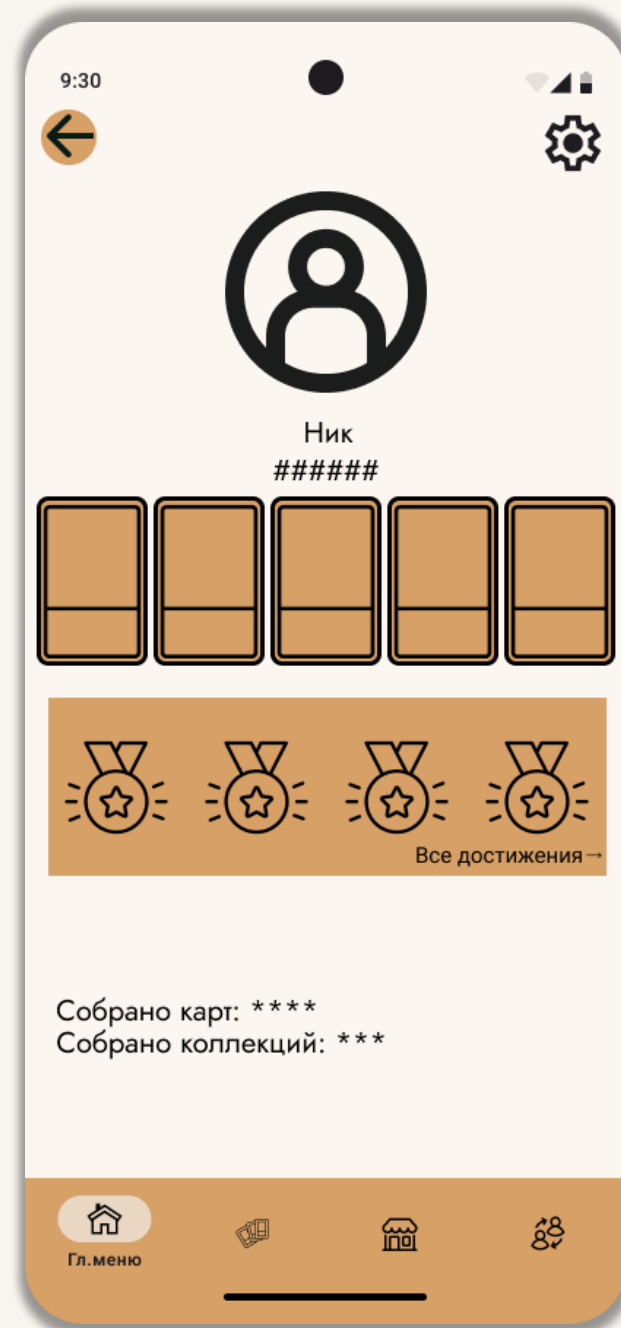 9:30
Ник
######
Все достижения→
Собрано карт: ****
Собрано коллекций: ***
Гл.меню